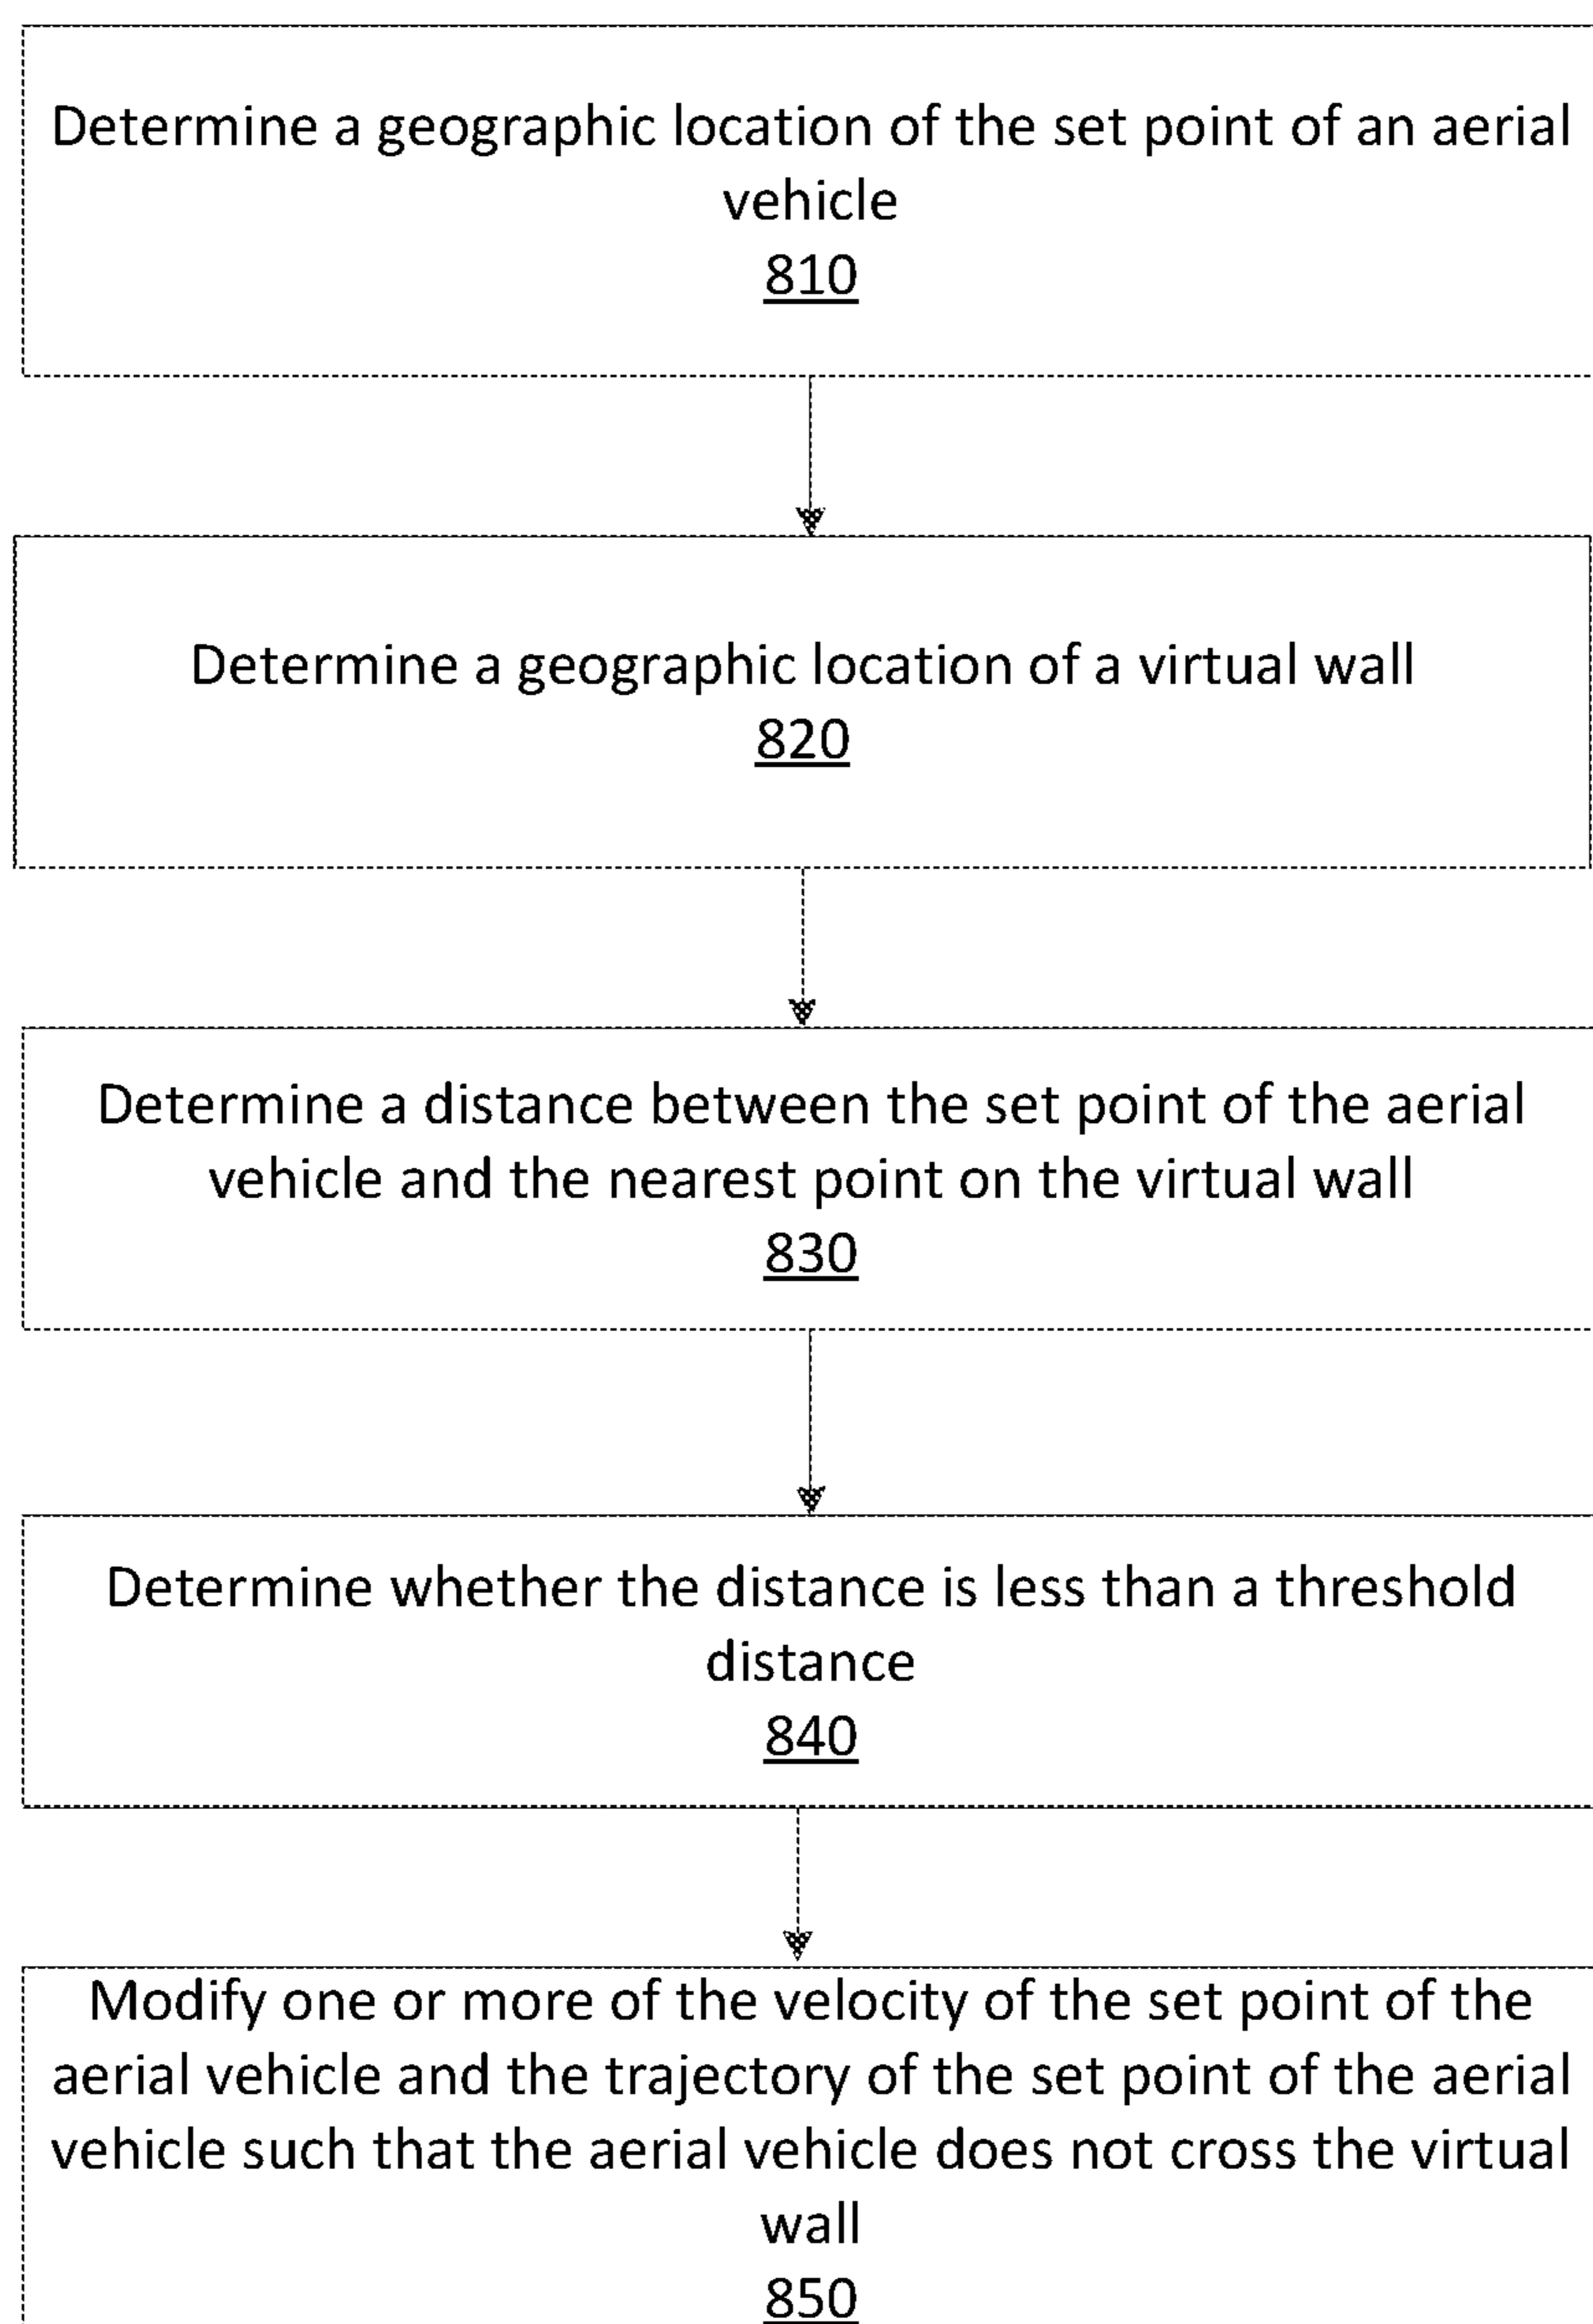 Determine a geographic location of the set point of an aerial
vehicle
810
Determine a geographic location of a virtual wall
820
Determine a distance between the set point of the aerial
vehicle and the nearest point on the virtual wall
830
Determine whether the distance is less than a threshold
distance
840
Modify one or more of the velocity of the set point of the
aerial vehicle and the trajectory of the set point of the aerial
vehicle such that the aerial vehicle does not cross the virtual
wall
850